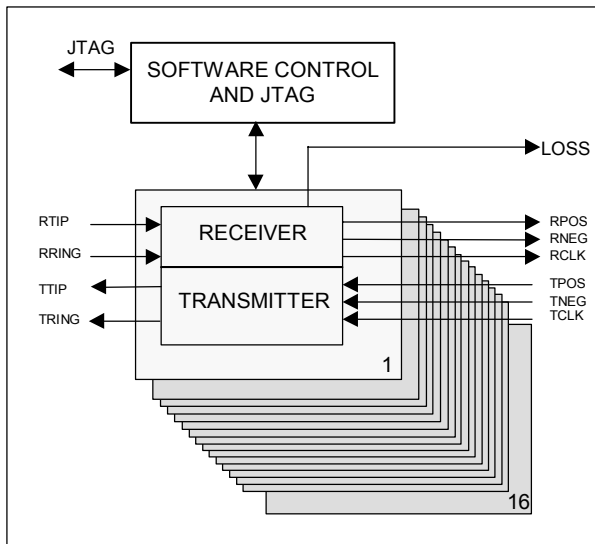 JTAG
SOFTWARE CONTROL
AND JTAG
LOSS
RTIP
RRING
TTIP
TRING
RECEIVER
TRANSMITTER
RPOS
RNEG
RCLK
TPOS
TNEG
TCLK
1
16